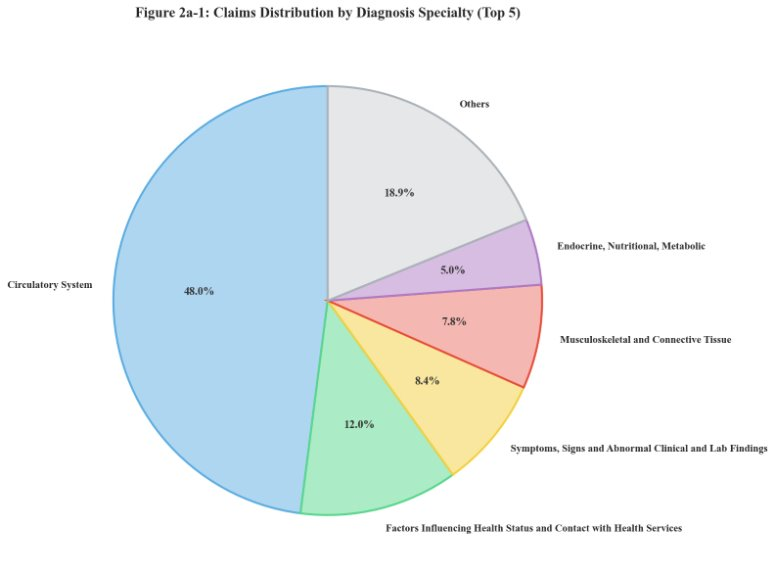 Figure 2a-1: Claims Distribution by Diagnosis Specialty (Top 5)
Others
18.9%
Endocrine, Nutritional, Metabolic
5.0%
Circulatory System
48.0%
7.8%
Musculoskeletal and Connective Tissue
8.4%
12.0%
Symptoms, Signs and Abnormal Clinical and Lab Findings
Factors Influencing Health Status and Contact with Health Services